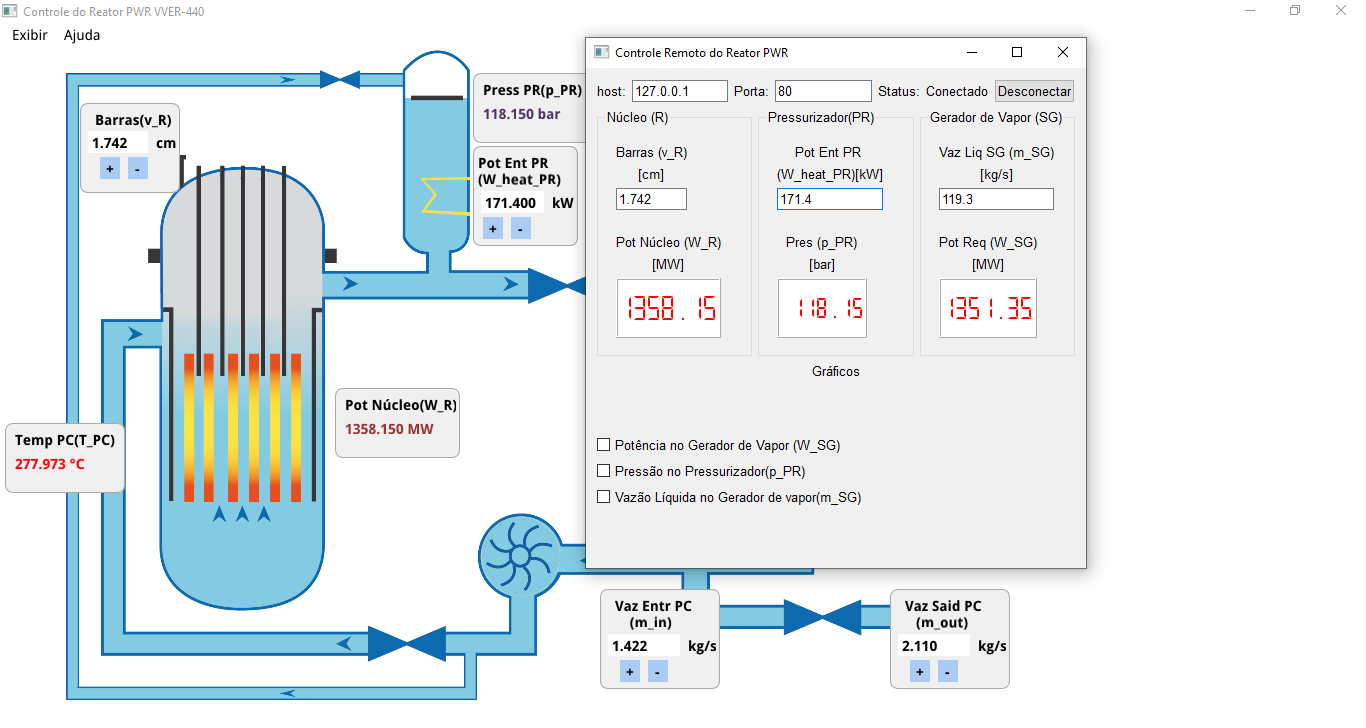 Controle do Reator PWR VVER-440
Exibir Ajuda
Barras(v_R)
1.742 cm
+ -
Press PR(p_PR)
118.150 bar
Pot Ent PR
(W_heat_PR)
171.400 kW
+ -
Temp PC(T_PC)
277.973 °C
Pot Núcleo(W_R)
1358.150 MW
Vaz Entr PC
(m_in)
1.422 kg/s
+ -
Vaz Said PC
(m_out)
2.110 kg/s
+ -
Controle Remoto do Reator PWR
host: 127.0.0.1 Porta: 80 Status: Conectado Desconectar
Núcleo (R)
Barras (v_R)
[cm]
1.742
Pot Núcleo (W_R)
[MW]
1358.15
Pressurizador(PR)
Pot Ent PR
(W_heat_PR)[kW]
171.4
Pres (p_PR)
[bar]
118.15
Gerador de Vapor (SG)
Vaz Liq SG (m_SG)
[kg/s]
119.3
Pot Req (W_SG)
[MW]
1351.35
Gráficos
Potência no Gerador de Vapor (W_SG)
Pressão no Pressurizador(p_PR)
Vazão Líquida no Gerador de vapor(m_SG)